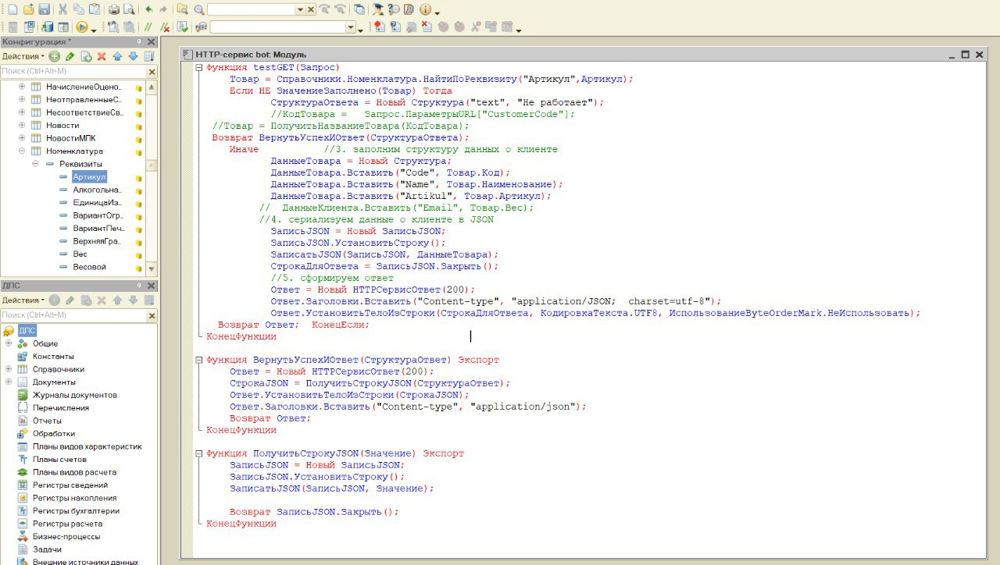 Конфигурация *
Действия
Поиск (Ctrl+Alt+M)
НачислениеОцено..
НеотправленныеС..
НесоответствиеСв..
Новости
НовостиМПК
Номенклатура
Реквизиты
Артикул
Алкогольна..
ЕдиницаИз..
ВариантОгр..
ВариантПеч..
ВерхняяГра..
Вес
Весовой
ДПС
Действия
Поиск (Ctrl+Alt+M)
ДПС
Общие
Константы
Справочники
Документы
Журналы документов
Перечисления
Отчеты
Обработки
Планы видов характеристик
Планы счетов
Планы видов расчета
Регистры сведений
Регистры накопления
Регистры бухгалтерии
Регистры расчета
Бизнес-процессы
Задачи
Внешние источники данных
HTTP-сервис bot: Модуль
Функция testGET(Запрос)
Товар = Справочники.Номенклатура.НайтиПоРеквизиту("Артикул",Артикул);
Если НЕ ЗначениеЗаполнено(Товар) Тогда
СтруктураОтвета = Новый Структура("text", "Не работает");
//КодТовара =   Запрос.ПараметрыURL["CustomerCode"];
//Товар = ПолучитьНазваниеТовара(КодТовара);
Возврат ВернутьУспехИОтвет(СтруктураОтвета);
Иначе           //3. заполним структуру данных о клиенте
ДанныеТовара = Новый Структура;
ДанныеТовара.Вставить("Code", Товар.Код);
ДанныеТовара.Вставить("Name", Товар.Наименование);
ДанныеТовара.Вставить("Artikul", Товар.Артикул);
//  ДанныеКлиента.Вставить("Email", Товар.Вес);
//4. сериализуем данные о клиенте в JSON
ЗаписьJSON = Новый ЗаписьJSON;
ЗаписьJSON.УстановитьСтроку();
ЗаписатьJSON(ЗаписьJSON, ДанныеТовара);
СтрокаДляОтвета = ЗаписьJSON.Закрыть();
//5. сформируем ответ
Ответ = Новый HTTPСервисОтвет(200);
Ответ.Заголовки.Вставить("Content-type", "application/JSON;  charset=utf-8");
Ответ.УстановитьТелоИзСтроки(СтрокаДляОтвета, КодировкаТекста.UTF8, ИспользованиеByteOrderMark.НеИспользовать);
Возврат Ответ;  КонецЕсли;
КонецФункции
Функция ВернутьУспехИОтвет(СтруктураОтвет) Экспорт
Ответ = Новый HTTPСервисОтвет(200);
СтрокаJSON = ПолучитьСтрокуJSON(СтруктураОтвет);
Ответ.УстановитьТелоИзСтроки(СтрокаJSON);
Ответ.Заголовки.Вставить("Content-type", "application/json");
Возврат Ответ;
КонецФункции
Функция ПолучитьСтрокуJSON(Значение) Экспорт
ЗаписьJSON = Новый ЗаписьJSON;
ЗаписьJSON.УстановитьСтроку();
ЗаписатьJSON(ЗаписьJSON, Значение);
Возврат ЗаписьJSON.Закрыть();
КонецФункции